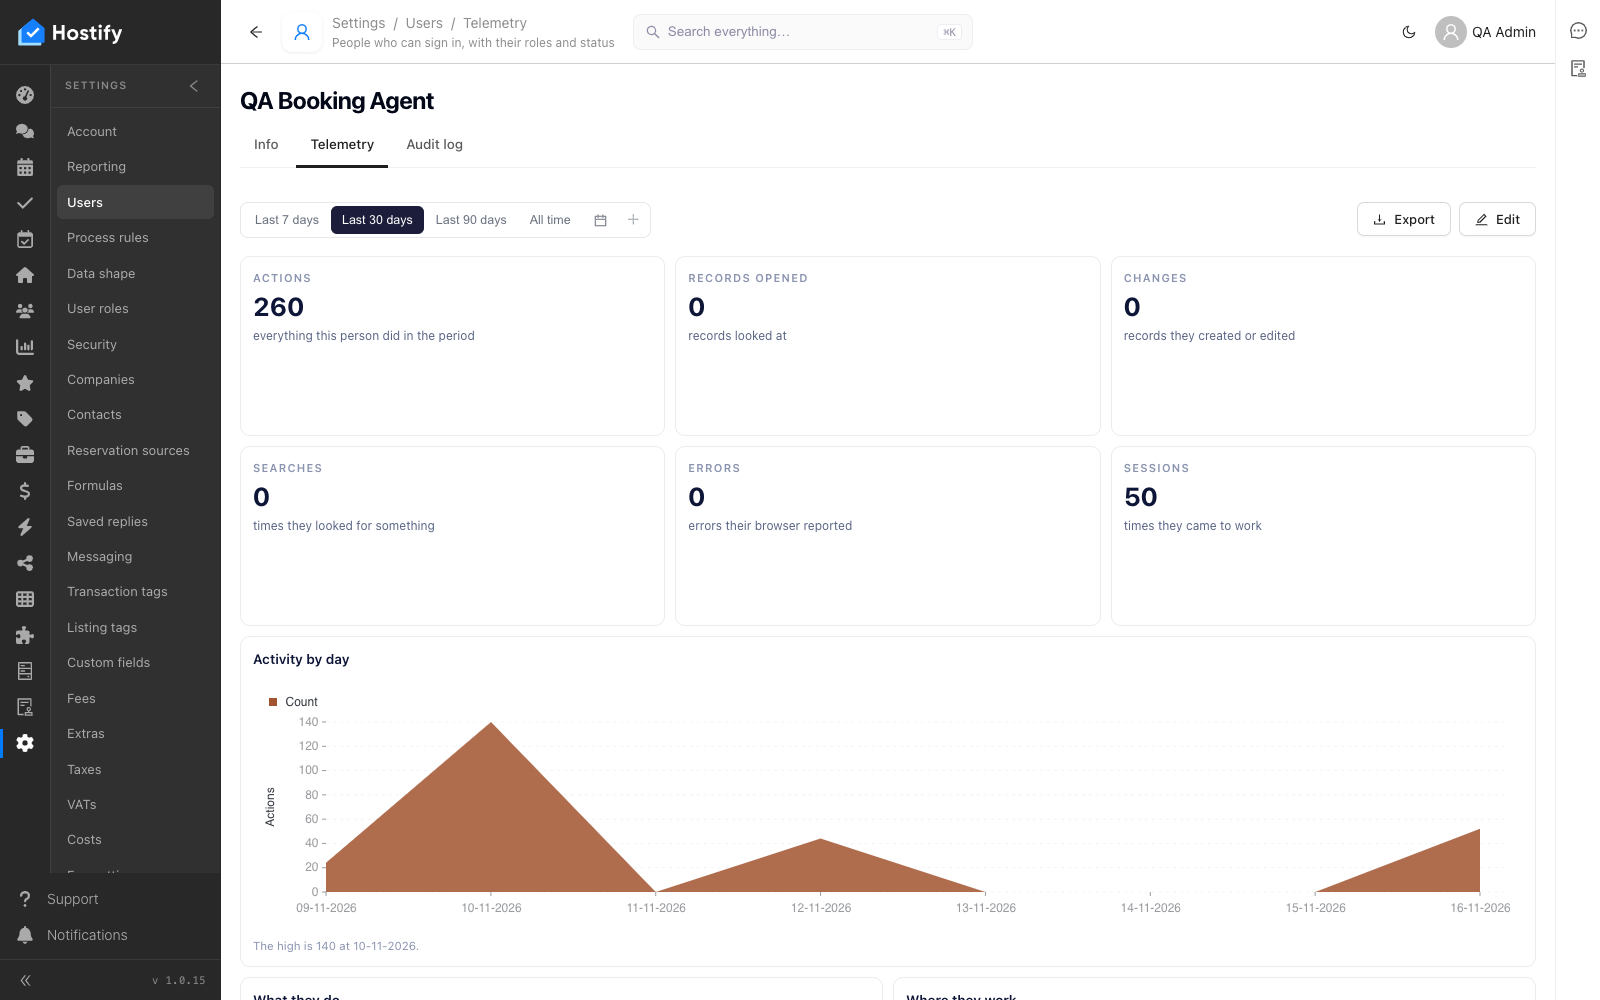 Hostify
SETTINGS
Account
Reporting
Users
Process rules
Data shape
User roles
Security
Companies
Contacts
Reservation sources
Formulas
Saved replies
Messaging
Transaction tags
Listing tags
Custom fields
Fees
Extras
Taxes
VATs
Costs
Support
Notifications
v 1.0.15
Settings / Users / Telemetry
People who can sign in, with their roles and status
Search everything... ⌘K
QA Admin
QA Booking Agent
Info Telemetry Audit log
Last 7 days Last 30 days Last 90 days All time
Export Edit
ACTIONS
260
everything this person did in the period
RECORDS OPENED
0
records looked at
CHANGES
0
records they created or edited
SEARCHES
0
times they looked for something
ERRORS
0
errors their browser reported
SESSIONS
50
times they came to work
Activity by day
Count
Actions
140
120
100
80
60
40
20
0
09-11-2026 10-11-2026 11-11-2026 12-11-2026 13-11-2026 14-11-2026 15-11-2026 16-11-2026
The high is 140 at 10-11-2026.
What they do
Where they work